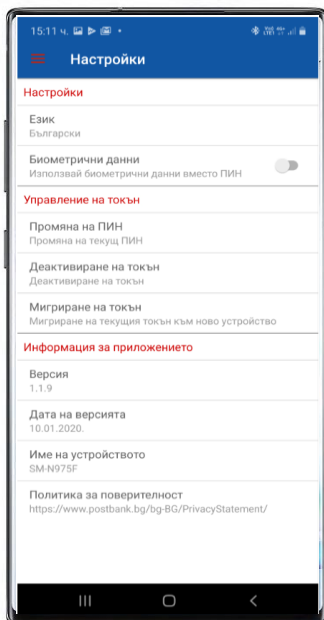 15:11 ч.
Настройки
Настройки
Език
Български
Биометрични данни
Използвай биометрични данни вместо ПИН
Управление на токън
Промяна на ПИН
Промяна на текущ ПИН
Деактивиране на токън
Деактивиране на токън
Мигриране на токън
Мигриране на текущия токън към ново устройство
Информация за приложението
Версия
1.1.9
Дата на версията
10.01.2020.
Име на устройството
SM-N975F
Политика за поверителност
https://www.postbank.bg/bg-BG/PrivacyStatement/